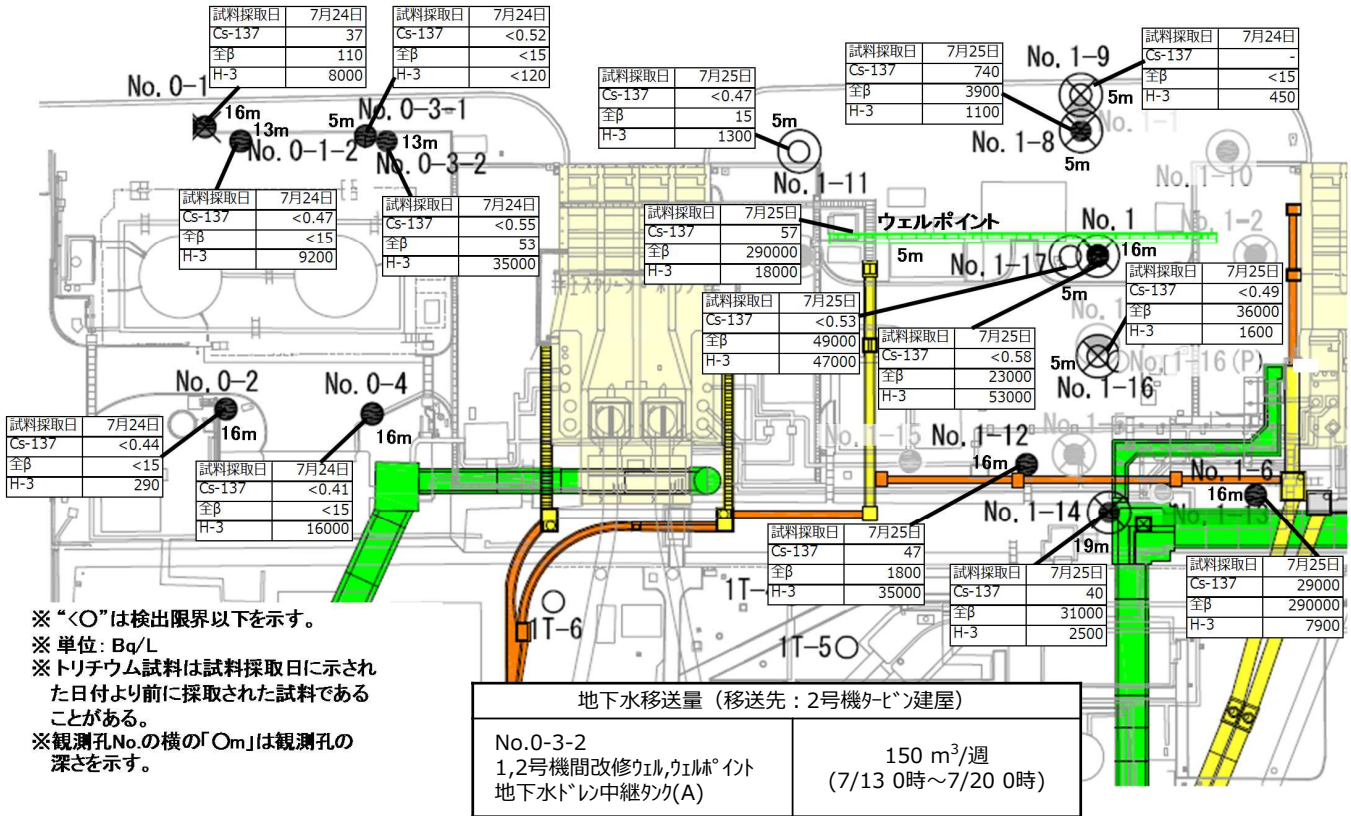 試料採取日 7月24日
Cs-137 37
全β 110
H-3 8000
試料採取日 7月24日
Cs-137 <0.52
全β <15
H-3 <120
試料採取日 7月25日
Cs-137 <0.47
全β 15
H-3 1300
試料採取日 7月25日
Cs-137 740
全β 3900
H-3 1100
試料採取日 7月24日
Cs-137 -
全β <15
H-3 450
No. 0-1
16m
13m
No. 0-1-2
5m
No. 0-3-1
13m
No. 0-3-2
5m
No. 1-11
No. 1-9
5m
No. 1-8
5m
No. 1-1
No. 1-10
試料採取日 7月24日
Cs-137 <0.47
全β <15
H-3 9200
試料採取日 7月24日
Cs-137 <0.55
全β 53
H-3 35000
試料採取日 7月25日
Cs-137 57
全β 290000
H-3 18000
ウェルポイント
5m
No. 1-17
No. 1
16m
5m
No. 1-2
試料採取日 7月25日
Cs-137 <0.53
全β 49000
H-3 47000
試料採取日 7月25日
Cs-137 <0.58
全β 23000
H-3 53000
試料採取日 7月25日
Cs-137 <0.49
全β 36000
H-3 1600
5m
No. 1-16
No. 1-16(P)
No. 0-2
16m
No. 0-4
16m
試料採取日 7月24日
Cs-137 <0.44
全β <15
H-3 290
試料採取日 7月24日
Cs-137 <0.41
全β <15
H-3 16000
No. 1-15
No. 1-12
16m
No. 1-5
No. 1-14
19m
No. 1-6
16m
No. 1-13
試料採取日 7月25日
Cs-137 47
全β 1800
H-3 35000
試料採取日 7月25日
Cs-137 40
全β 31000
H-3 2500
試料採取日 7月25日
Cs-137 29000
全β 290000
H-3 7900
1T-6
1T-5
※ “<○”は検出限界以下を示す。
※ 単位: Bq/L
※ トリチウム試料は試料採取日に示され
た日付より前に採取された試料である
ことがある。
※観測孔No.の横の「○m」は観測孔の
深さを示す。
地下水移送量（移送先：2号機ﾀｰﾋﾞﾝ建屋）
No.0-3-2
1,2号機間改修ｳｪﾙ,ｳｪﾙﾎﾟｲﾝﾄ
地下水ﾄﾞﾚﾝ中継ﾀﾝｸ(A)
150 m³/週
(7/13 0時～7/20 0時)